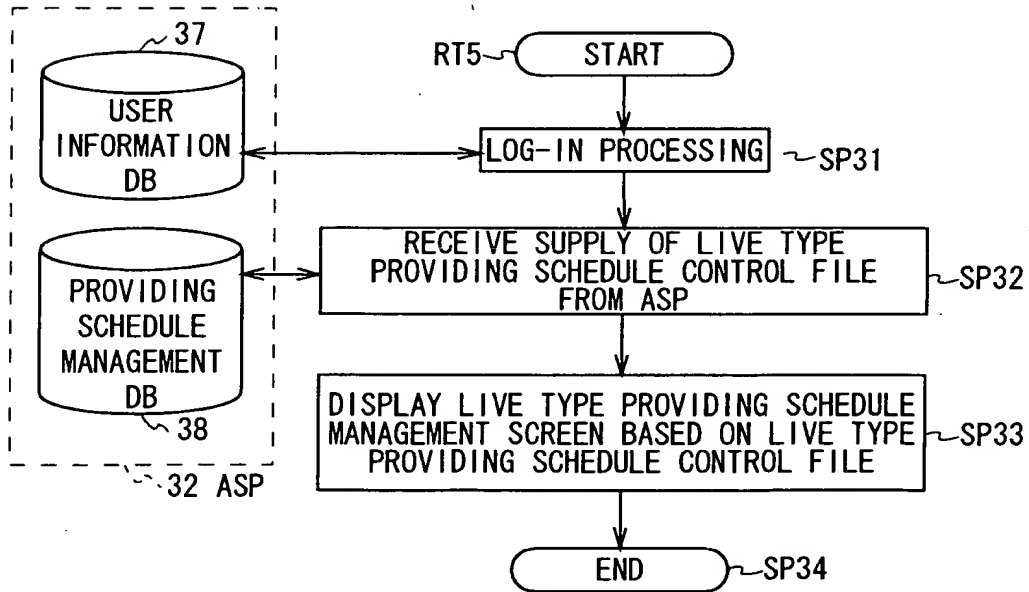 37
USER
INFORMATION
DB
PROVIDING
SCHEDULE
MANAGEMENT
DB
38
32 ASP
RT5
START
LOG-IN PROCESSING
SP31
RECEIVE SUPPLY OF LIVE TYPE
PROVIDING SCHEDULE CONTROL FILE
FROM ASP
SP32
DISPLAY LIVE TYPE PROVIDING SCHEDULE
MANAGEMENT SCREEN BASED ON LIVE TYPE
PROVIDING SCHEDULE CONTROL FILE
SP33
END
SP34